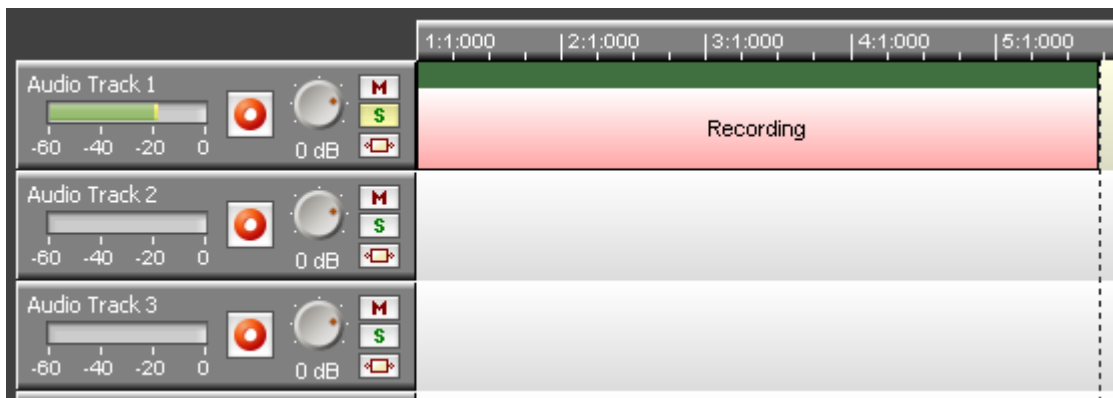 1:1:000 2:1:000 3:1:000 4:1:000 5:1:000
Audio Track 1
M
S
-60 -40 -20 0
0 dB
Recording
Audio Track 2
M
S
-60 -40 -20 0
0 dB
Audio Track 3
M
S
-60 -40 -20 0
0 dB